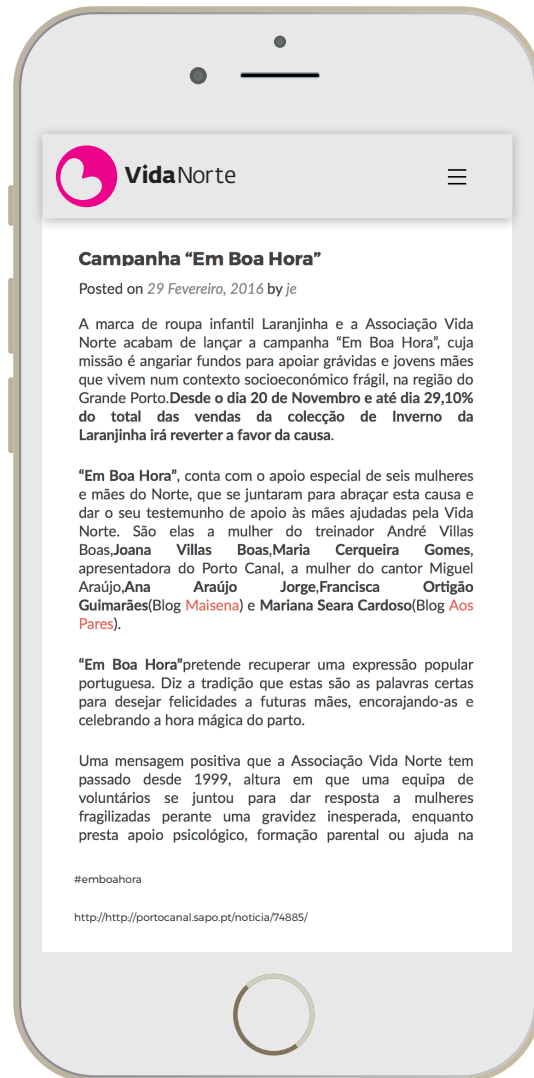 VidaNorte
Campanha “Em Boa Hora”
Posted on 29 Fevereiro, 2016 by je
A marca de roupa infantil Laranjinha e a Associação Vida
Norte acabam de lançar a campanha “Em Boa Hora”, cuja
missão é angariar fundos para apoiar grávidas e jovens mães
que vivem num contexto socioeconómico frágil, na região do
Grande Porto.Desde o dia 20 de Novembro e até dia 29,10%
do total das vendas da colecção de Inverno da
Laranjinha irá reverter a favor da causa.
“Em Boa Hora”, conta com o apoio especial de seis mulheres
e mães do Norte, que se juntaram para abraçar esta causa e
dar o seu testemunho de apoio às mães ajudadas pela Vida
Norte. São elas a mulher do treinador André Villas
Boas,Joana Villas Boas,Maria Cerqueira Gomes,
apresentadora do Porto Canal, a mulher do cantor Miguel
Araújo,Ana Araújo Jorge,Francisca Ortigão
Guimarães(Blog Maisena) e Mariana Seara Cardoso(Blog Aos
Pares).
“Em Boa Hora”pretende recuperar uma expressão popular
portuguesa. Diz a tradição que estas são as palavras certas
para desejar felicidades a futuras mães, encorajando-as e
celebrando a hora mágica do parto.
Uma mensagem positiva que a Associação Vida Norte tem
passado desde 1999, altura em que uma equipa de
voluntários se juntou para dar resposta a mulheres
fragilizadas perante uma gravidez inesperada, enquanto
presta apoio psicológico, formação parental ou ajuda na
#emboahora
http://http://portocanal.sapo.pt/noticia/74885/